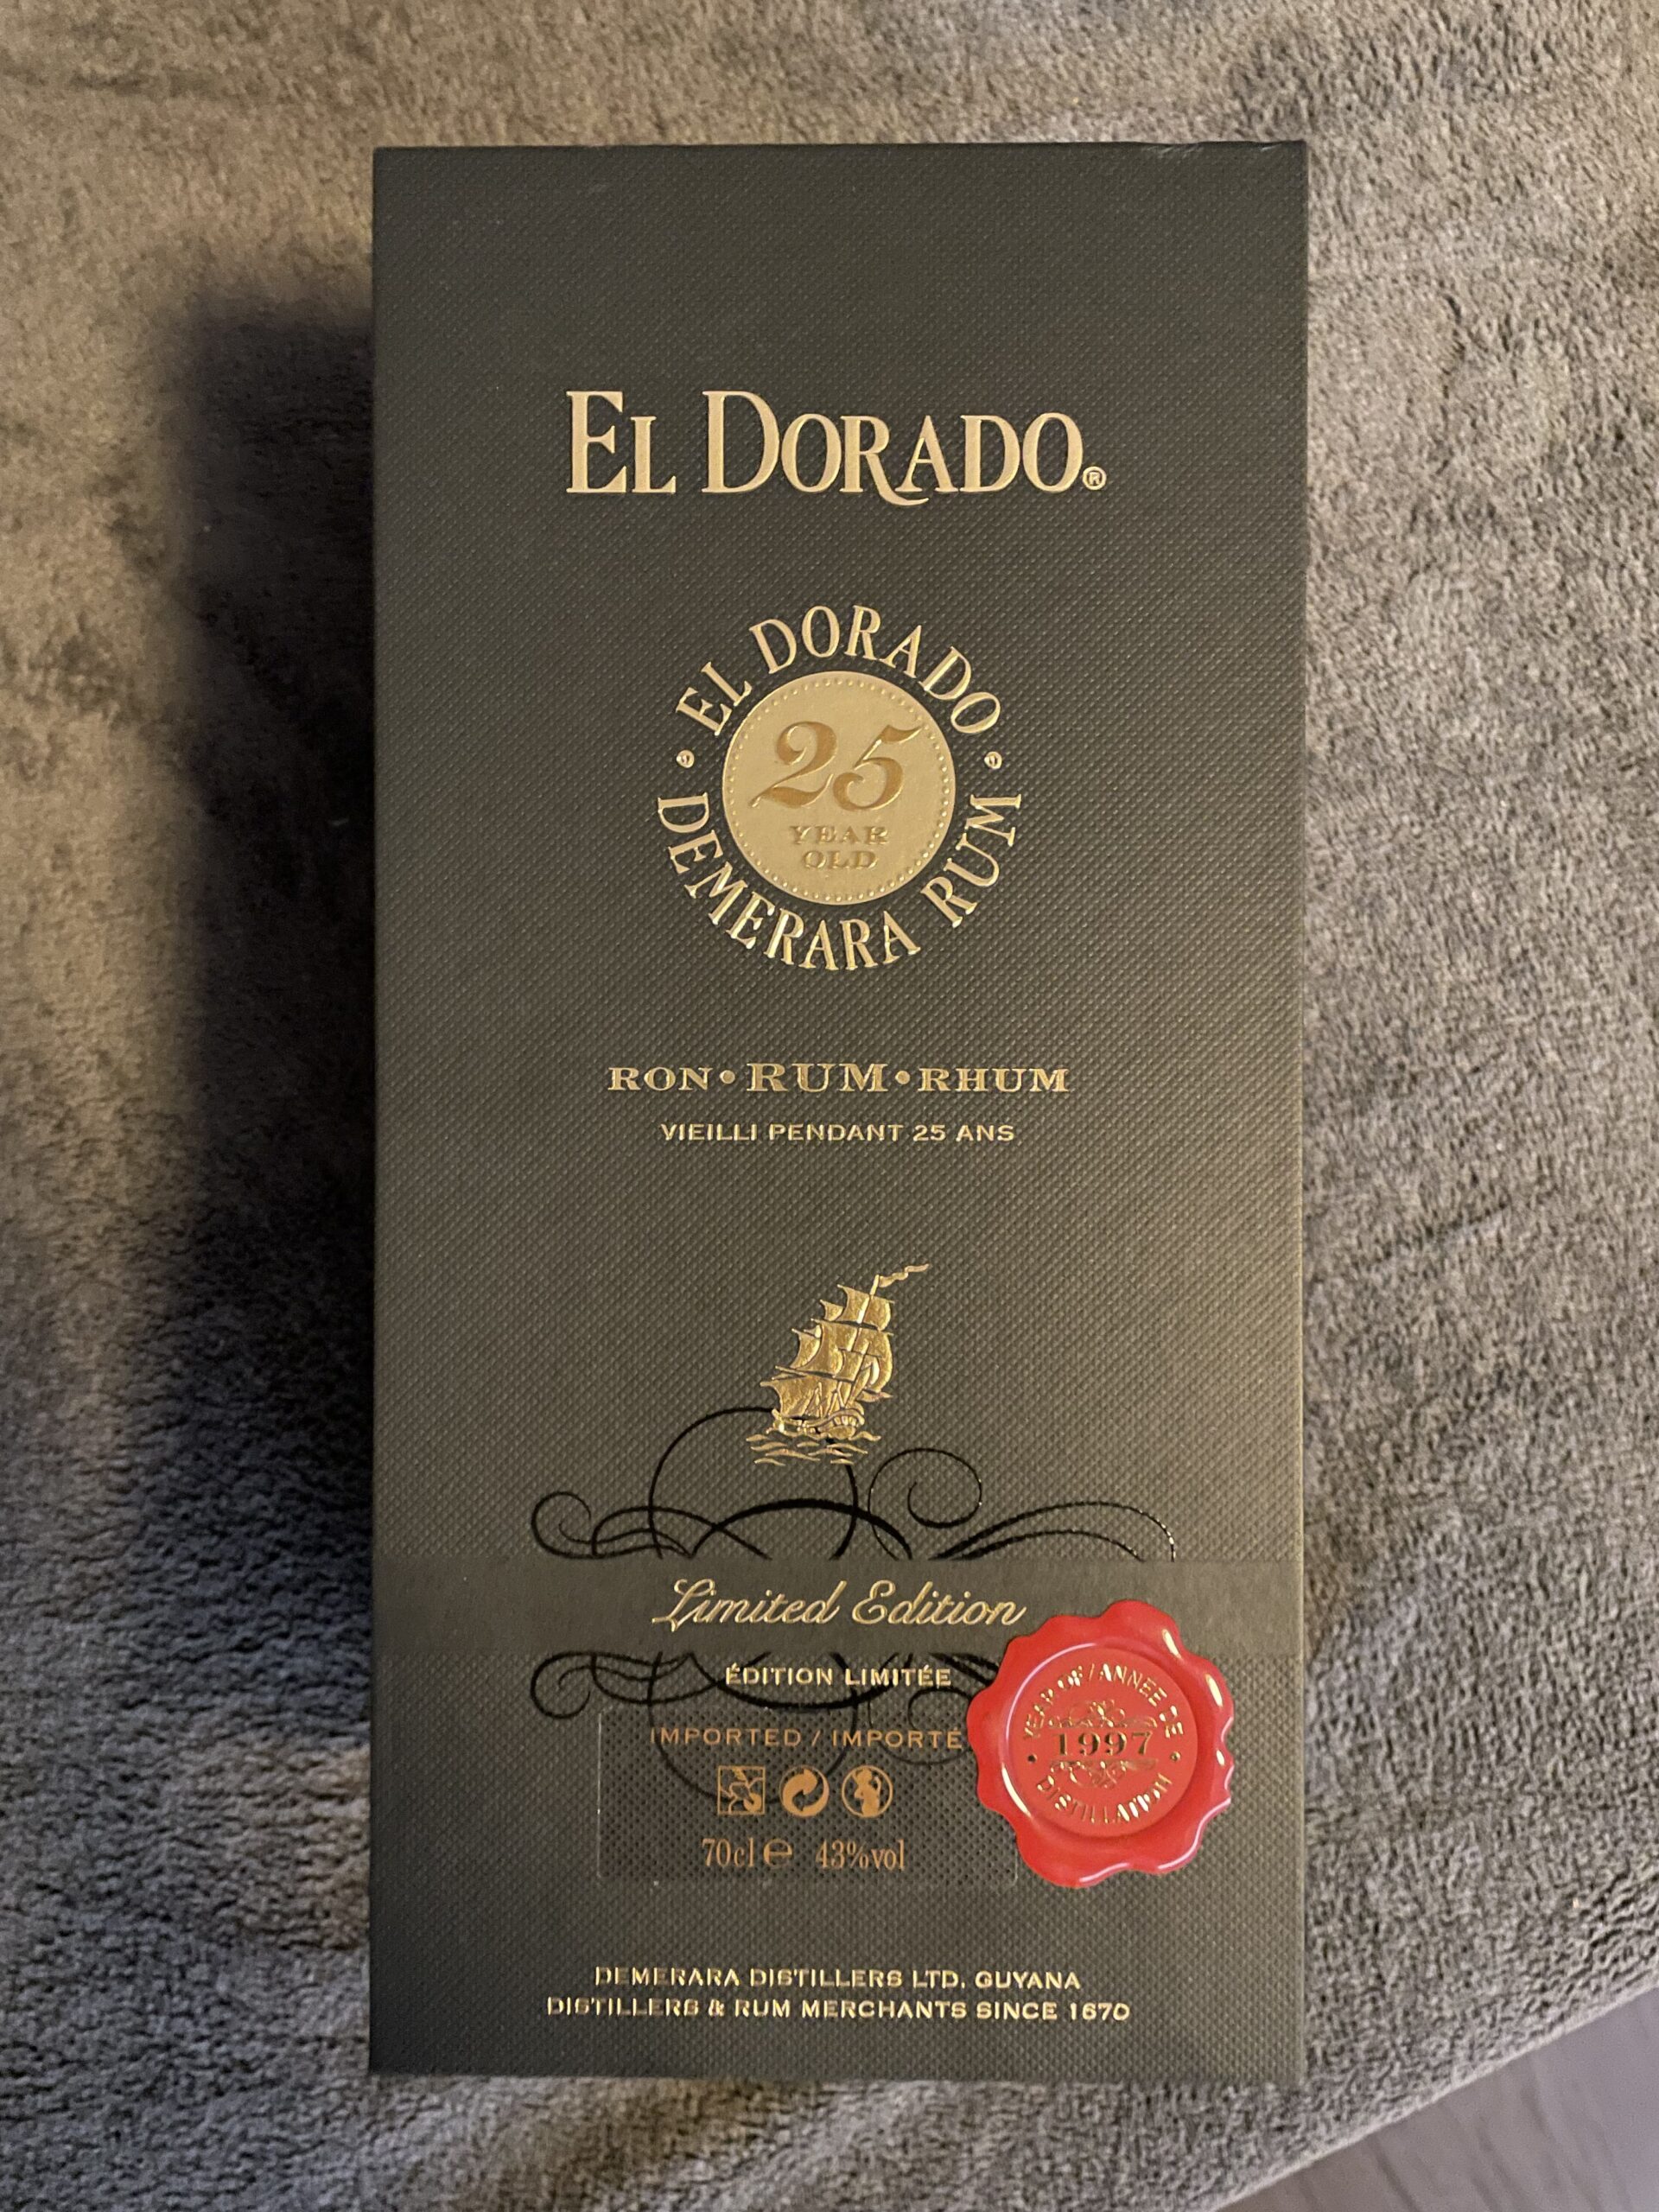 EL DORADO®
EL DORADO
25
YEAR
OLD
DEMERARA RUM
RON • RUM • RHUM
VIEILLI PENDANT 25 ANS
Limited Edition
ÉDITION LIMITÉE
IMPORTED / IMPORTÉ
YEAR OF / ANNÉE DE
1997
DISTILLATION
70cl ℮ 43%vol
DEMERARA DISTILLERS LTD. GUYANA
DISTILLERS & RUM MERCHANTS SINCE 1670